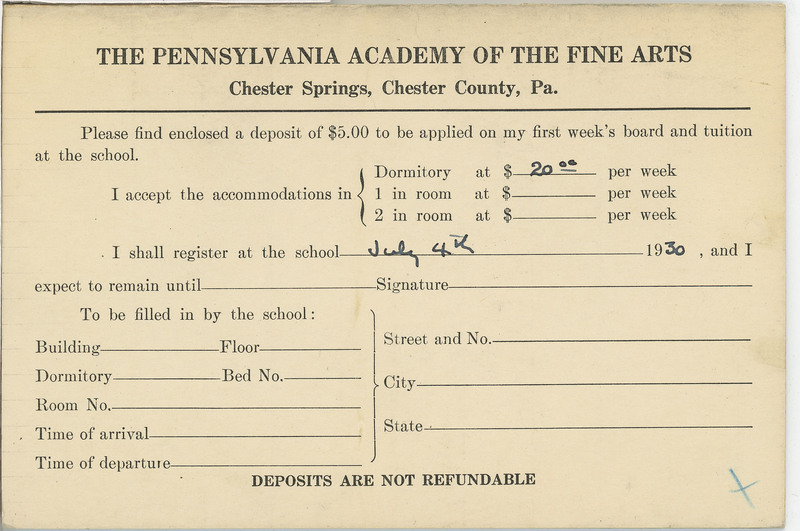 THE PENNSYLVANIA ACADEMY OF THE FINE ARTS
Chester Springs, Chester County, Pa.
Please find enclosed a deposit of $5.00 to be applied on my first week's board and tuition
at the school.
Dormitory at $ 20 00 per week
I accept the accommodations in 1 in room at $ per week
2 in room at $ per week
I shall register at the school July 4th 1930, and I
expect to remain until Signature
To be filled in by the school:
Street and No.
Building Floor
Dormitory Bed No.
City
Room No.
State
Time of arrival
Time of departure
DEPOSITS ARE NOT REFUNDABLE
X